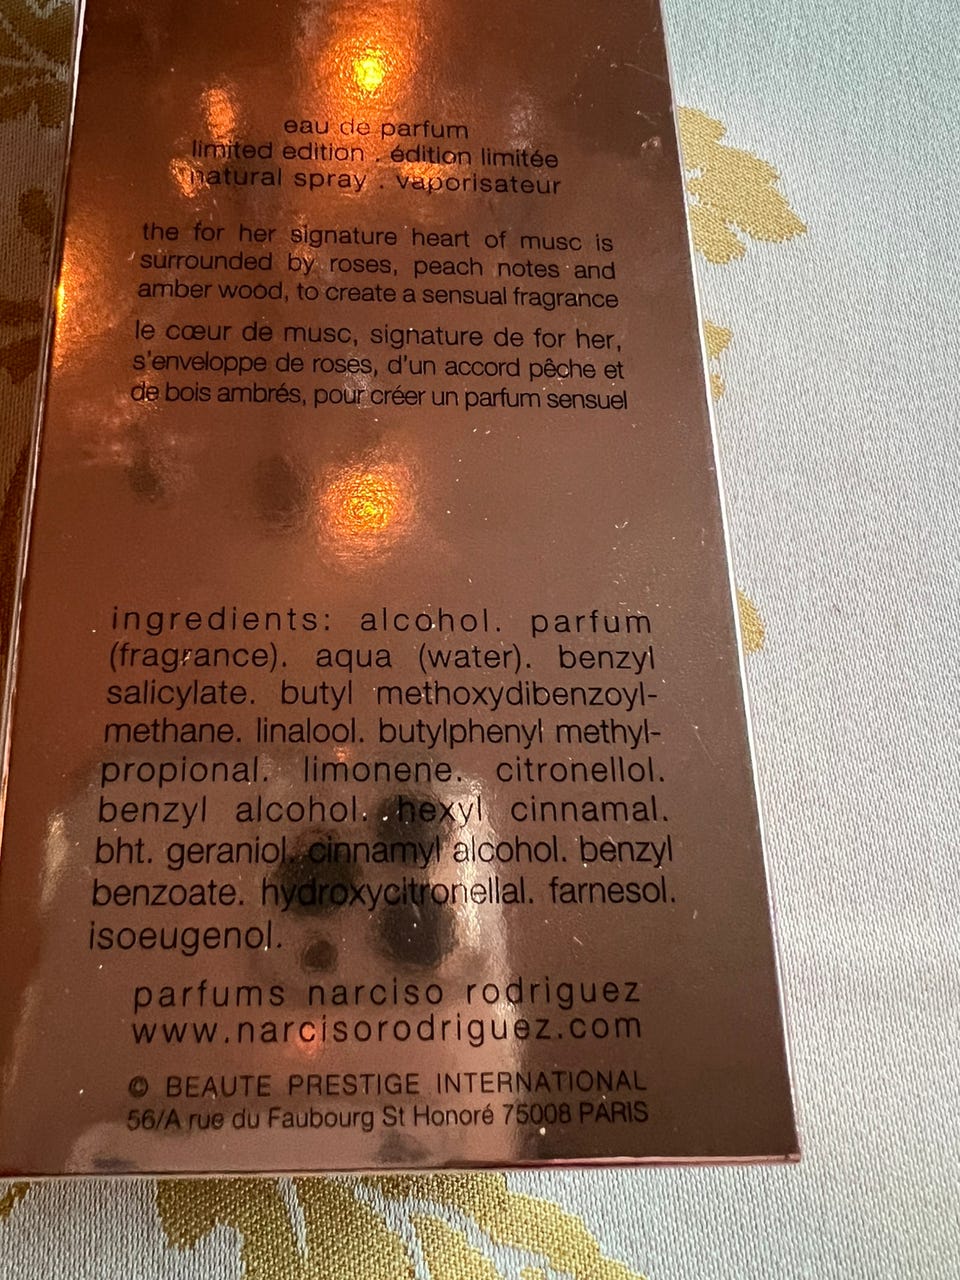 eau de parfum
limited edition . édition limitée
natural spray . vaporisateur
the for her signature heart of musc is
surrounded by roses, peach notes and
amber wood, to create a sensual fragrance
le cœur de musc, signature de for her,
s'enveloppe de roses, d'un accord pêche et
de bois ambrés, pour créer un parfum sensuel
ingredients: alcohol. parfum
(fragrance). aqua (water). benzyl
salicylate. butyl methoxydibenzoyl-
methane. linalool. butylphenyl methyl-
propional. limonene. citronellol.
benzyl alcohol. hexyl cinnamal.
bht. geraniol. cinnamyl alcohol. benzyl
benzoate. hydroxycitronellal. farnesol.
isoeugenol.
parfums narciso rodriguez
www.narcisorodriguez.com
© BEAUTE PRESTIGE INTERNATIONAL
56/A rue du Faubourg St Honoré 75008 PARIS